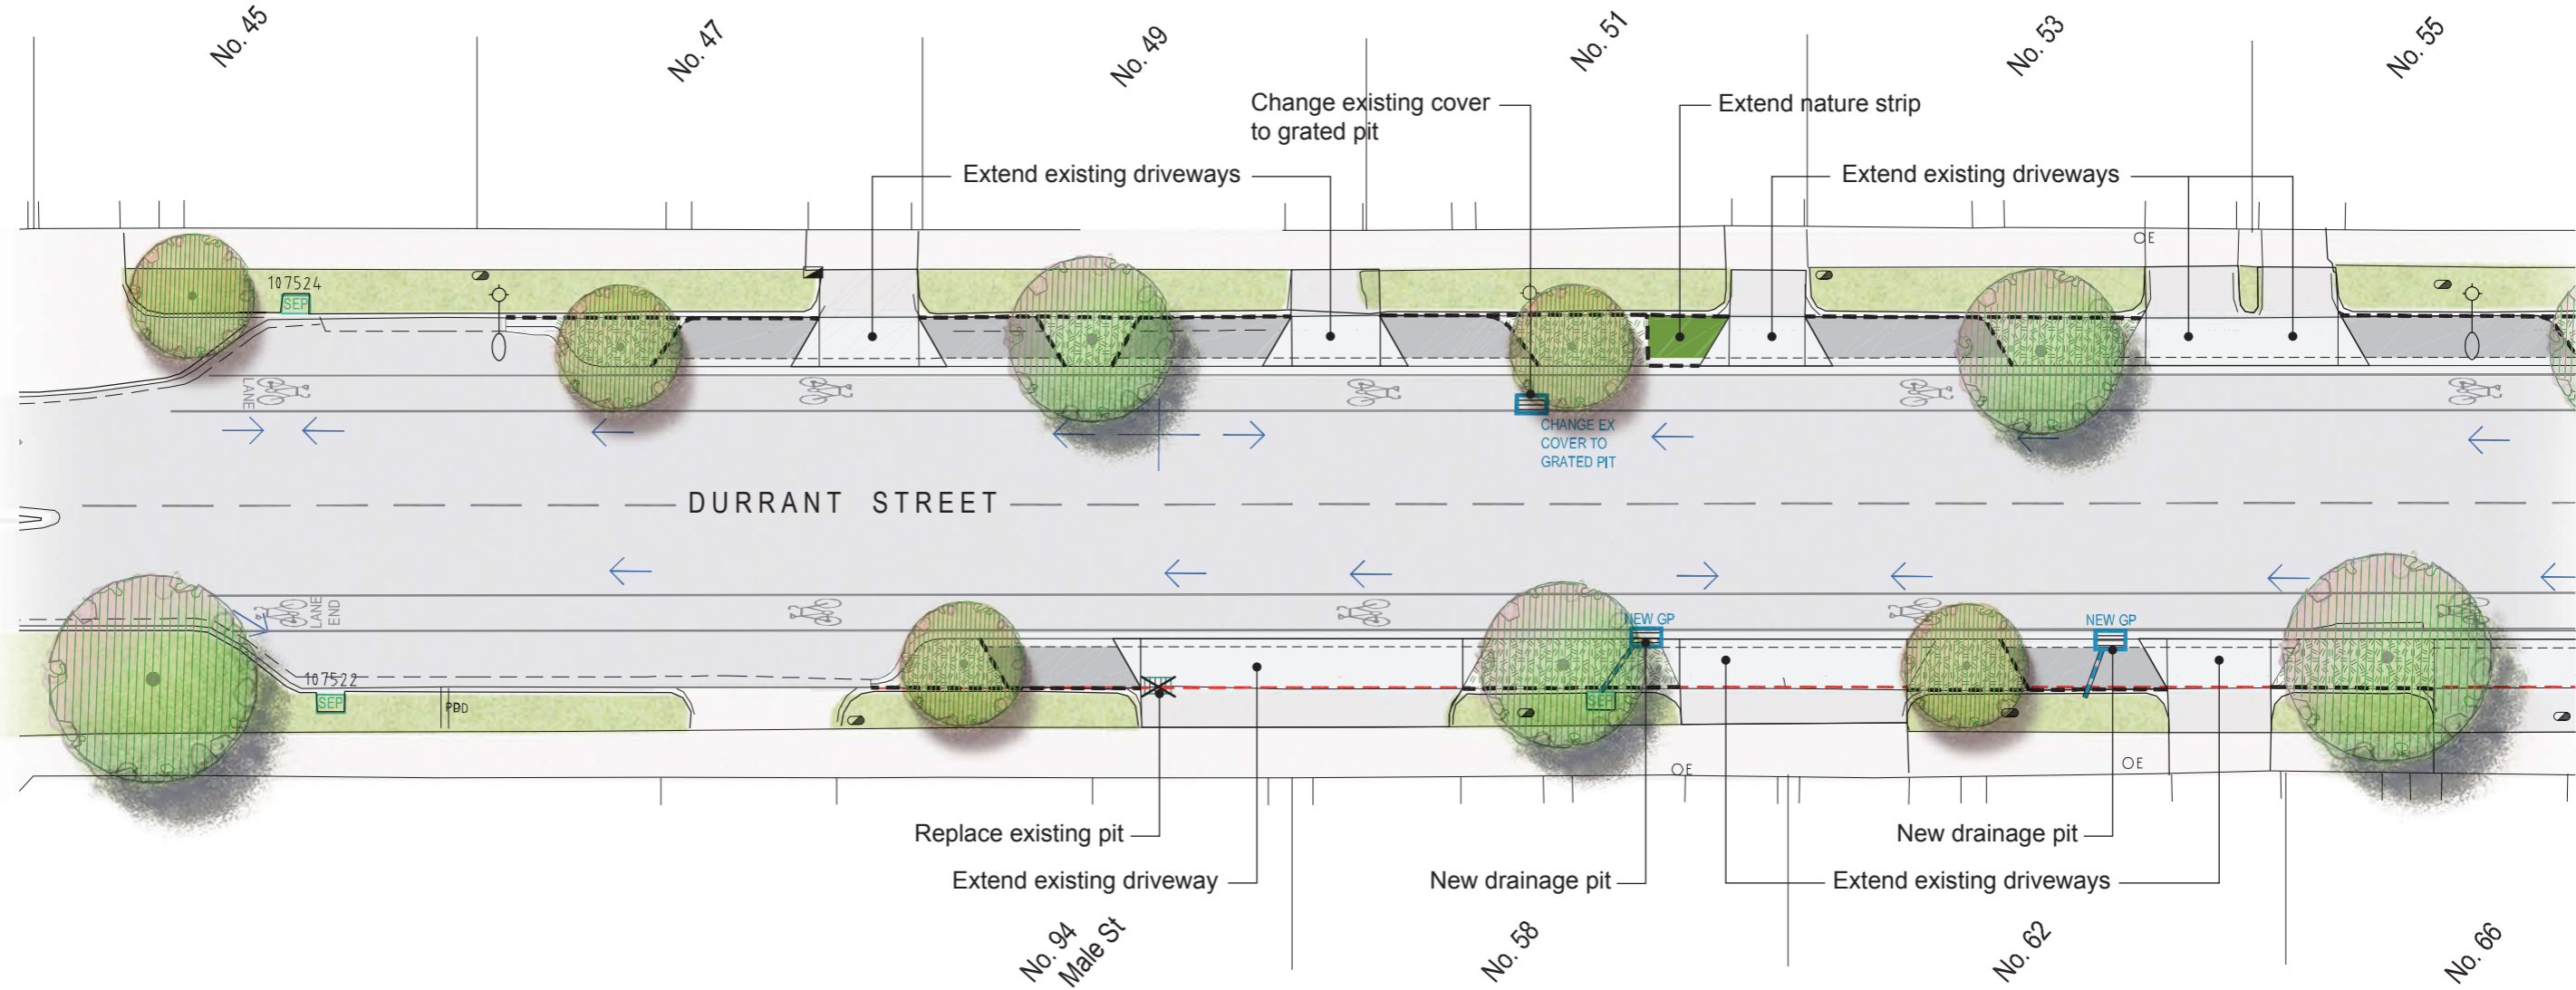 No. 45
No. 47
No. 49
No. 51
No. 53
No. 55
Change existing cover
to grated pit
Extend nature strip
Extend existing driveways
Extend existing driveways
OE
107524
SEP
LANE
CHANGE EX
COVER TO
GRATED PIT
DURRANT STREET
LANE
END
NEW GP
NEW GP
107522
SEP
PBD
SEP
OE
OE
Replace existing pit
New drainage pit
Extend existing driveway
New drainage pit
Extend existing driveways
No. 94
Male St
No. 58
No. 62
No. 66